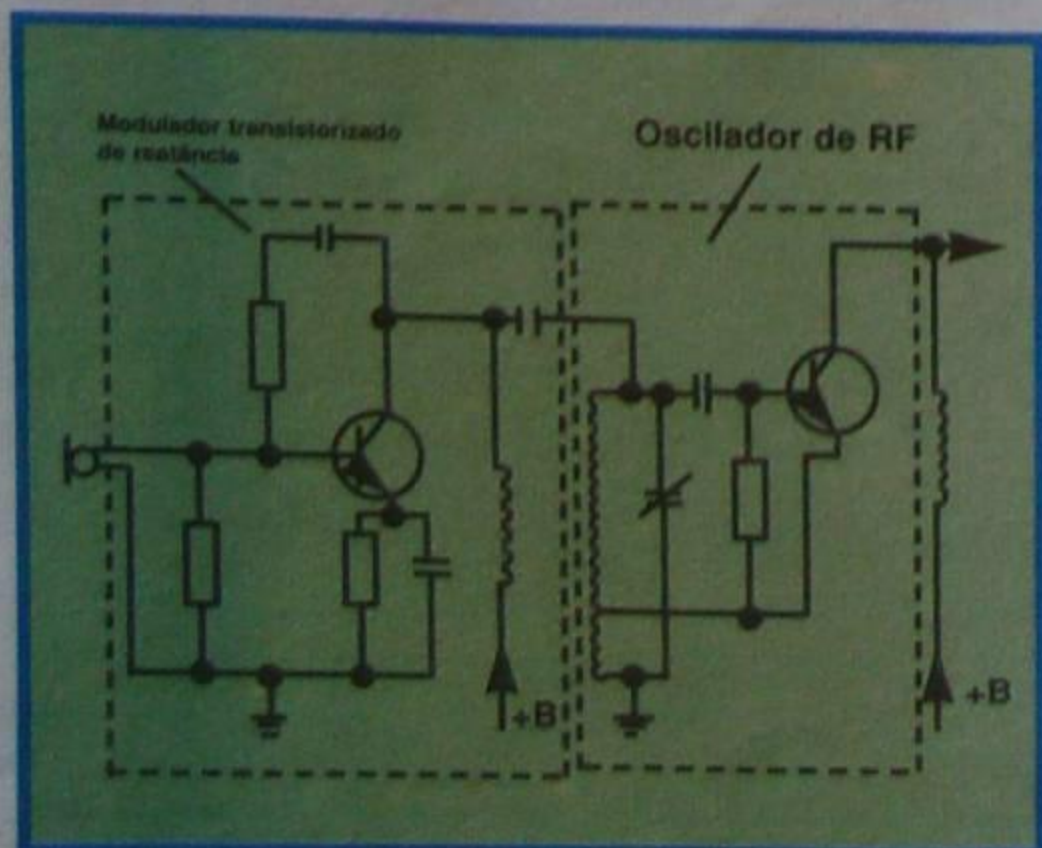 Modulador transistorizado
de reatância
Oscilador de RF
+B
+B